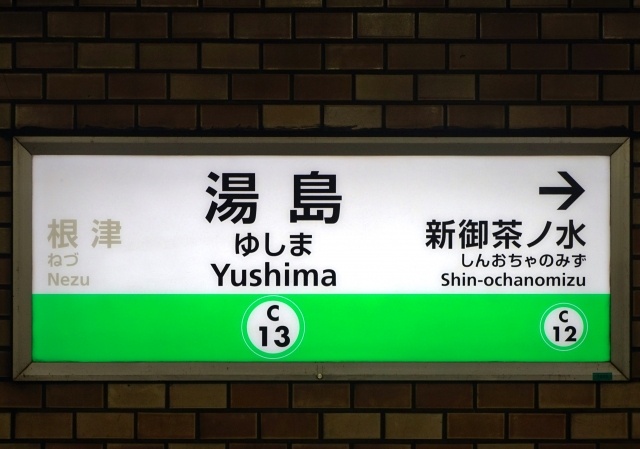 根津
ねづ
Nezu
湯島
ゆしま
Yushima
C
13
→
新御茶ノ水
しんおちゃのみず
Shin-ochanomizu
C
12